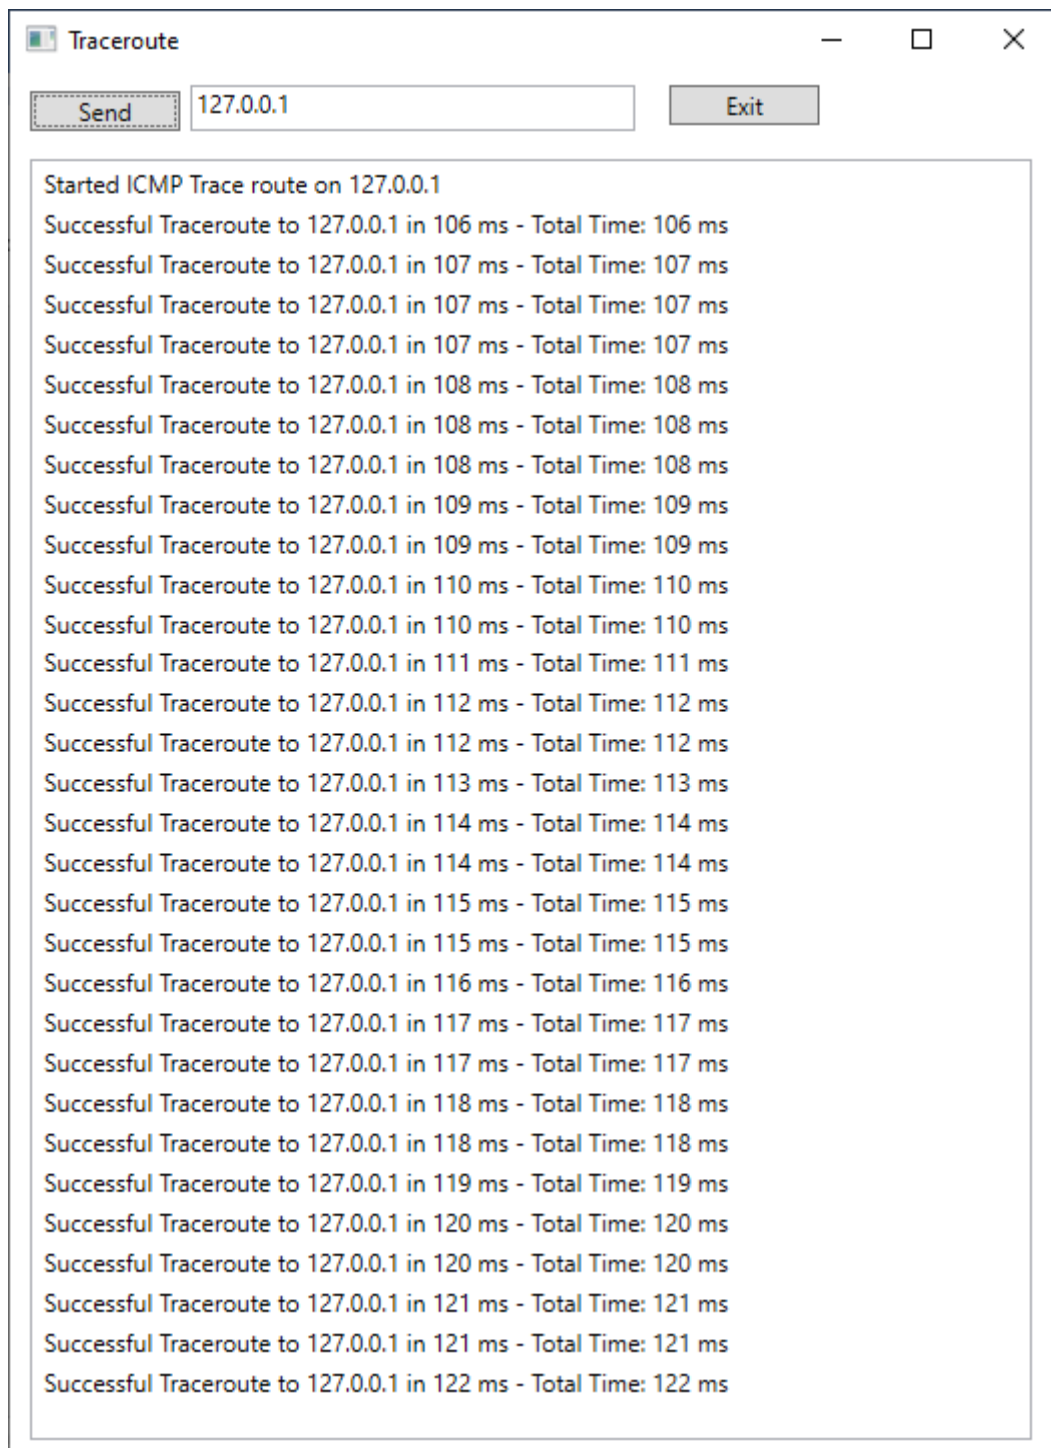 Traceroute
Send 127.0.0.1 Exit
Started ICMP Trace route on 127.0.0.1
Successful Traceroute to 127.0.0.1 in 106 ms - Total Time: 106 ms
Successful Traceroute to 127.0.0.1 in 107 ms - Total Time: 107 ms
Successful Traceroute to 127.0.0.1 in 107 ms - Total Time: 107 ms
Successful Traceroute to 127.0.0.1 in 107 ms - Total Time: 107 ms
Successful Traceroute to 127.0.0.1 in 108 ms - Total Time: 108 ms
Successful Traceroute to 127.0.0.1 in 108 ms - Total Time: 108 ms
Successful Traceroute to 127.0.0.1 in 108 ms - Total Time: 108 ms
Successful Traceroute to 127.0.0.1 in 109 ms - Total Time: 109 ms
Successful Traceroute to 127.0.0.1 in 109 ms - Total Time: 109 ms
Successful Traceroute to 127.0.0.1 in 110 ms - Total Time: 110 ms
Successful Traceroute to 127.0.0.1 in 110 ms - Total Time: 110 ms
Successful Traceroute to 127.0.0.1 in 111 ms - Total Time: 111 ms
Successful Traceroute to 127.0.0.1 in 112 ms - Total Time: 112 ms
Successful Traceroute to 127.0.0.1 in 112 ms - Total Time: 112 ms
Successful Traceroute to 127.0.0.1 in 113 ms - Total Time: 113 ms
Successful Traceroute to 127.0.0.1 in 114 ms - Total Time: 114 ms
Successful Traceroute to 127.0.0.1 in 114 ms - Total Time: 114 ms
Successful Traceroute to 127.0.0.1 in 115 ms - Total Time: 115 ms
Successful Traceroute to 127.0.0.1 in 115 ms - Total Time: 115 ms
Successful Traceroute to 127.0.0.1 in 116 ms - Total Time: 116 ms
Successful Traceroute to 127.0.0.1 in 117 ms - Total Time: 117 ms
Successful Traceroute to 127.0.0.1 in 117 ms - Total Time: 117 ms
Successful Traceroute to 127.0.0.1 in 118 ms - Total Time: 118 ms
Successful Traceroute to 127.0.0.1 in 118 ms - Total Time: 118 ms
Successful Traceroute to 127.0.0.1 in 119 ms - Total Time: 119 ms
Successful Traceroute to 127.0.0.1 in 120 ms - Total Time: 120 ms
Successful Traceroute to 127.0.0.1 in 120 ms - Total Time: 120 ms
Successful Traceroute to 127.0.0.1 in 121 ms - Total Time: 121 ms
Successful Traceroute to 127.0.0.1 in 121 ms - Total Time: 121 ms
Successful Traceroute to 127.0.0.1 in 122 ms - Total Time: 122 ms